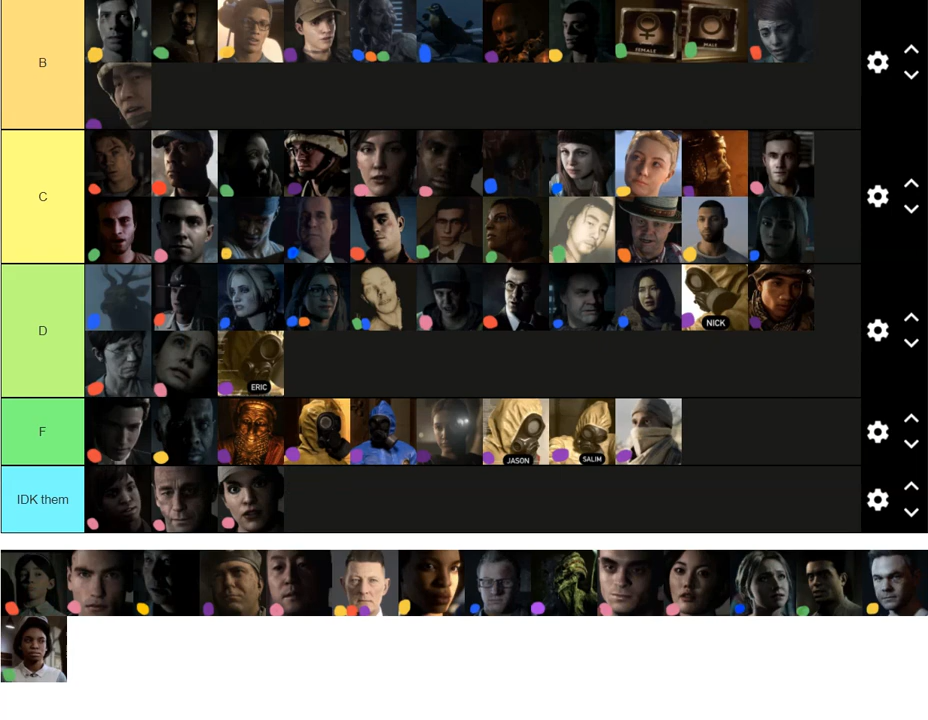 B
FEMALE
MALE
C
D
NICK
ERIC
F
JASON
SALIM
IDK them